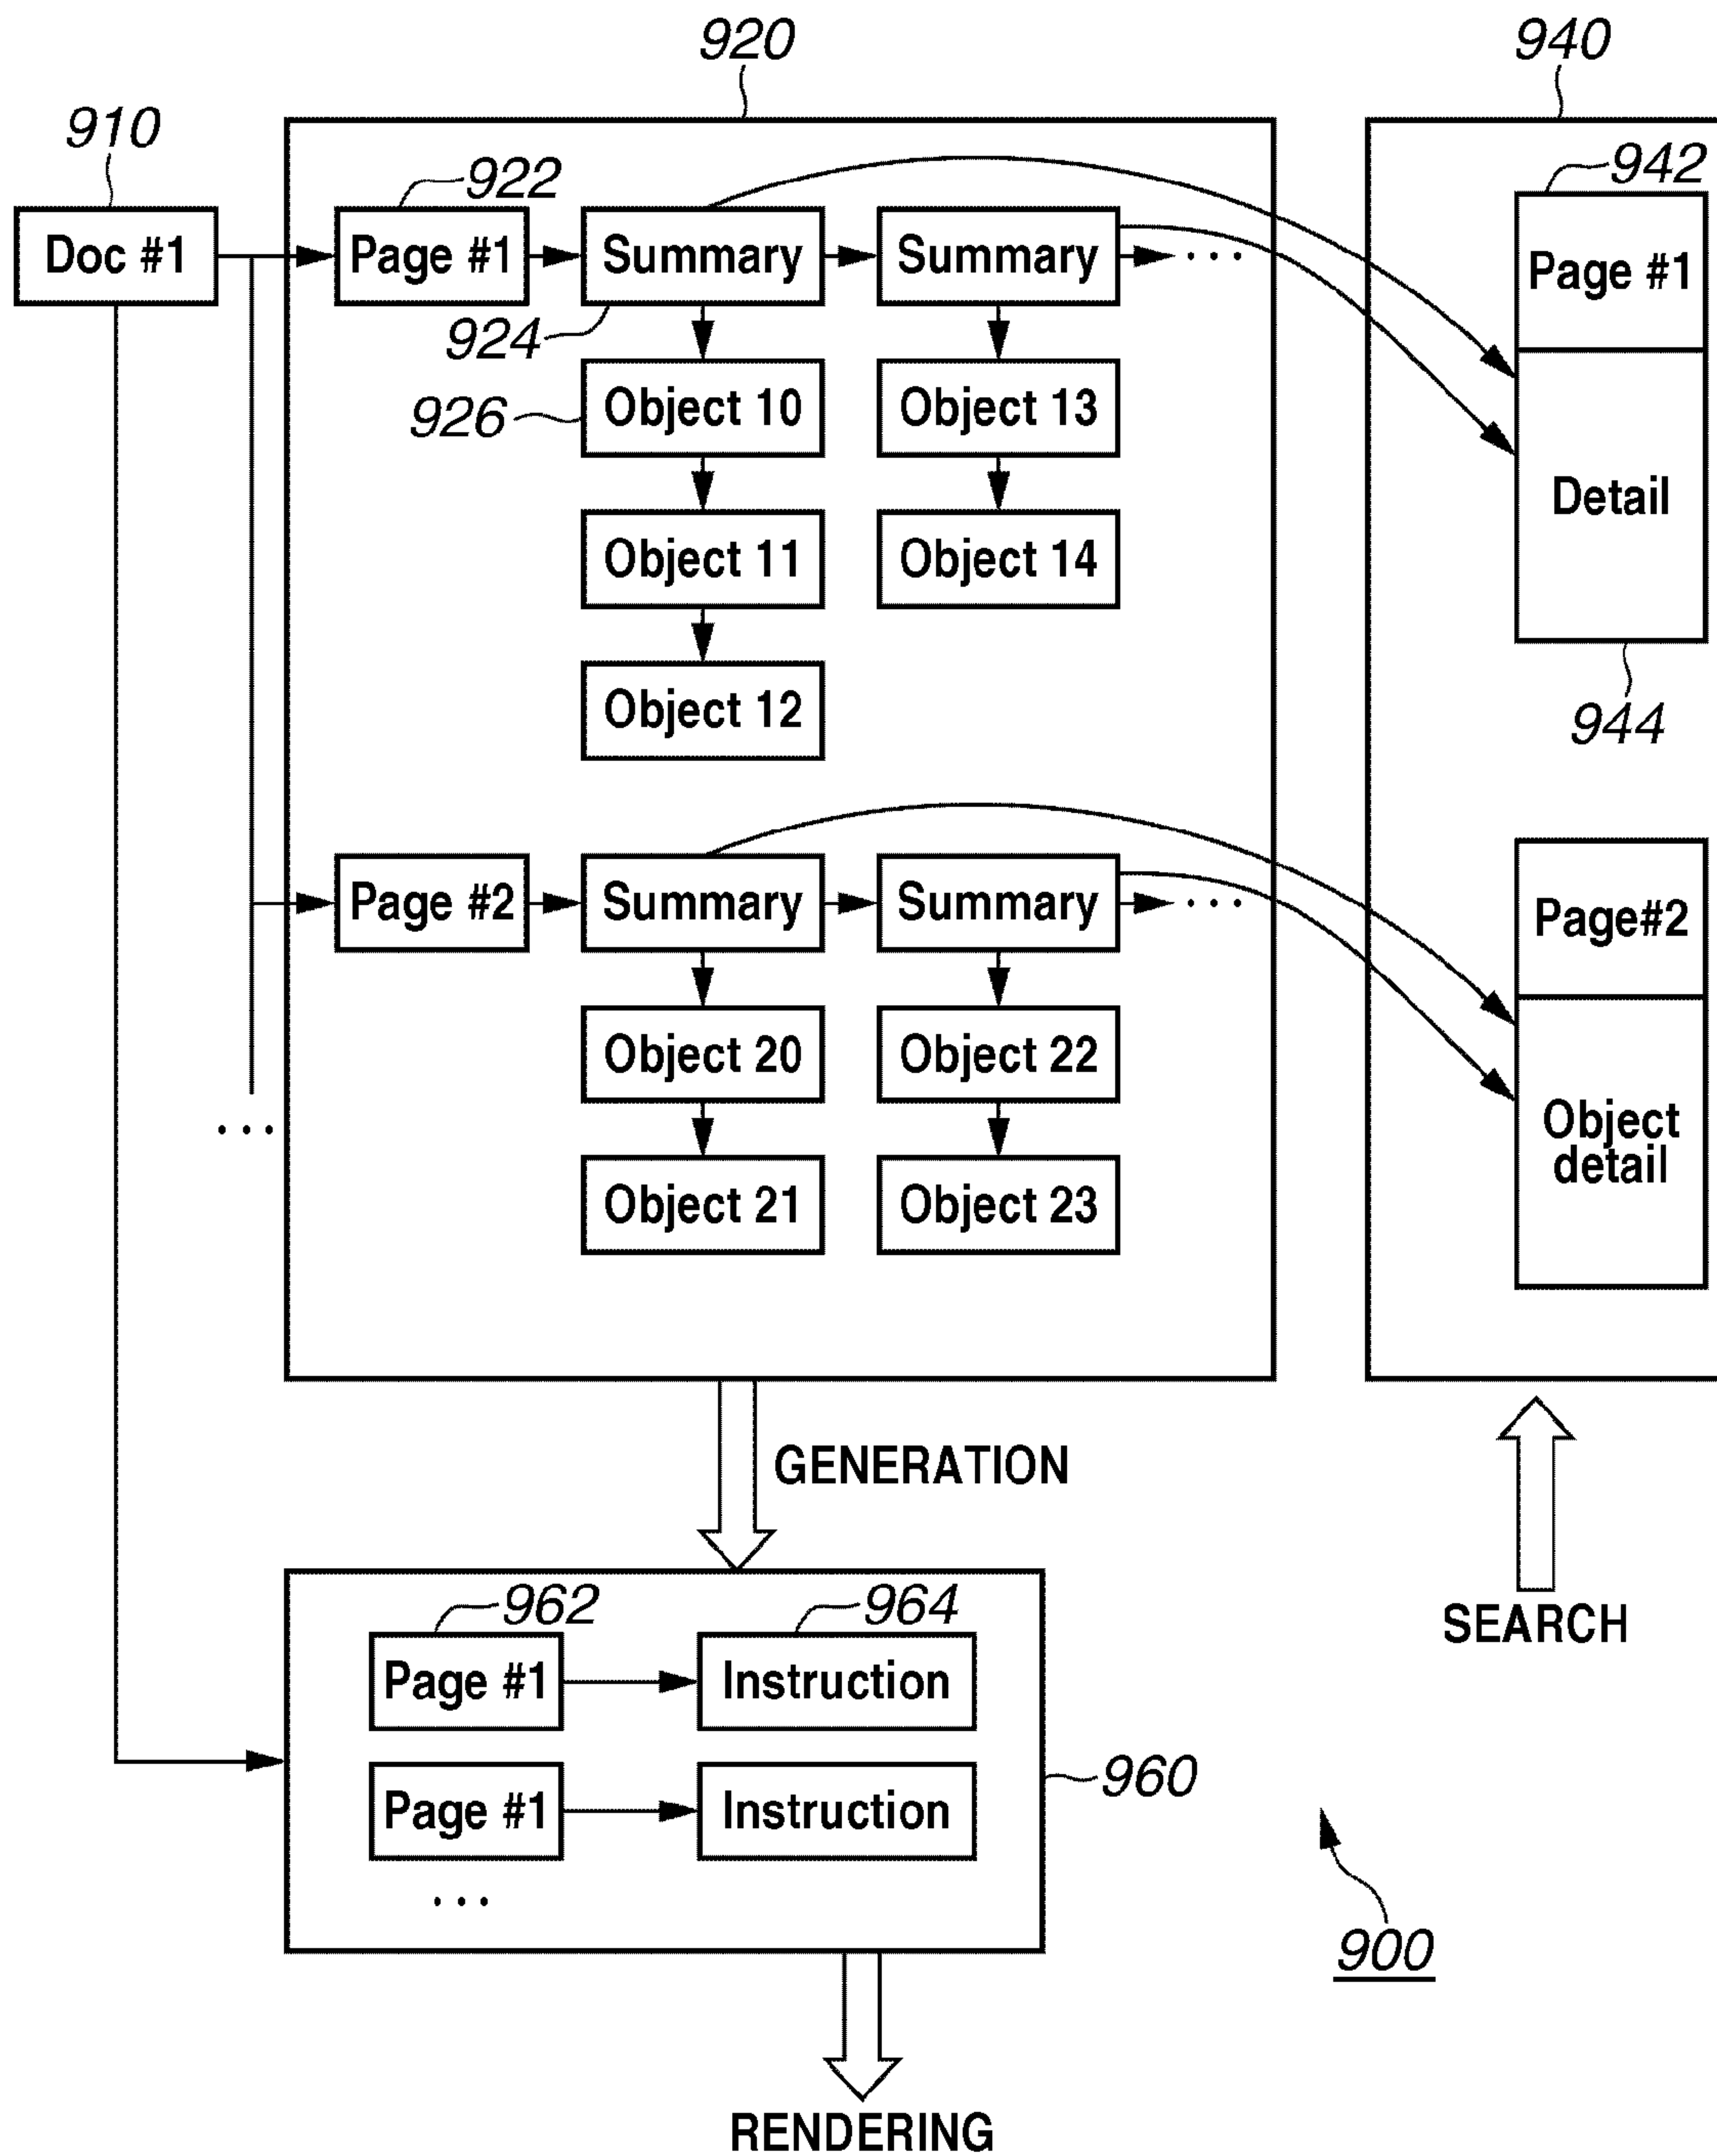 920
940
910
922
942
Doc #1
Page #1
Summary
Summary
...
Page #1
924
926
Object 10
Object 13
Detail
Object 11
Object 14
Object 12
944
Page #2
Summary
Summary
...
Page#2
Object 20
Object 22
...
Object
detail
Object 21
Object 23
GENERATION
962
964
SEARCH
Page #1
Instruction
960
Page #1
Instruction
...
900
RENDERING